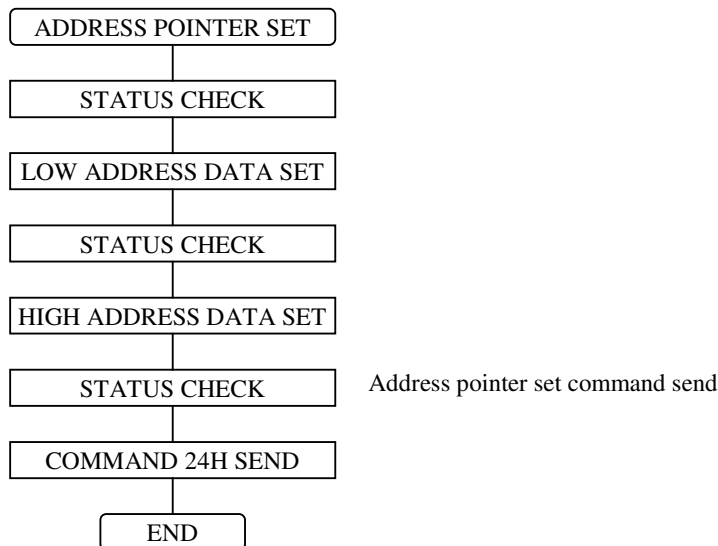 ADDRESS POINTER SET
STATUS CHECK
LOW ADDRESS DATA SET
STATUS CHECK
HIGH ADDRESS DATA SET
STATUS CHECK
Address pointer set command send
COMMAND 24H SEND
END